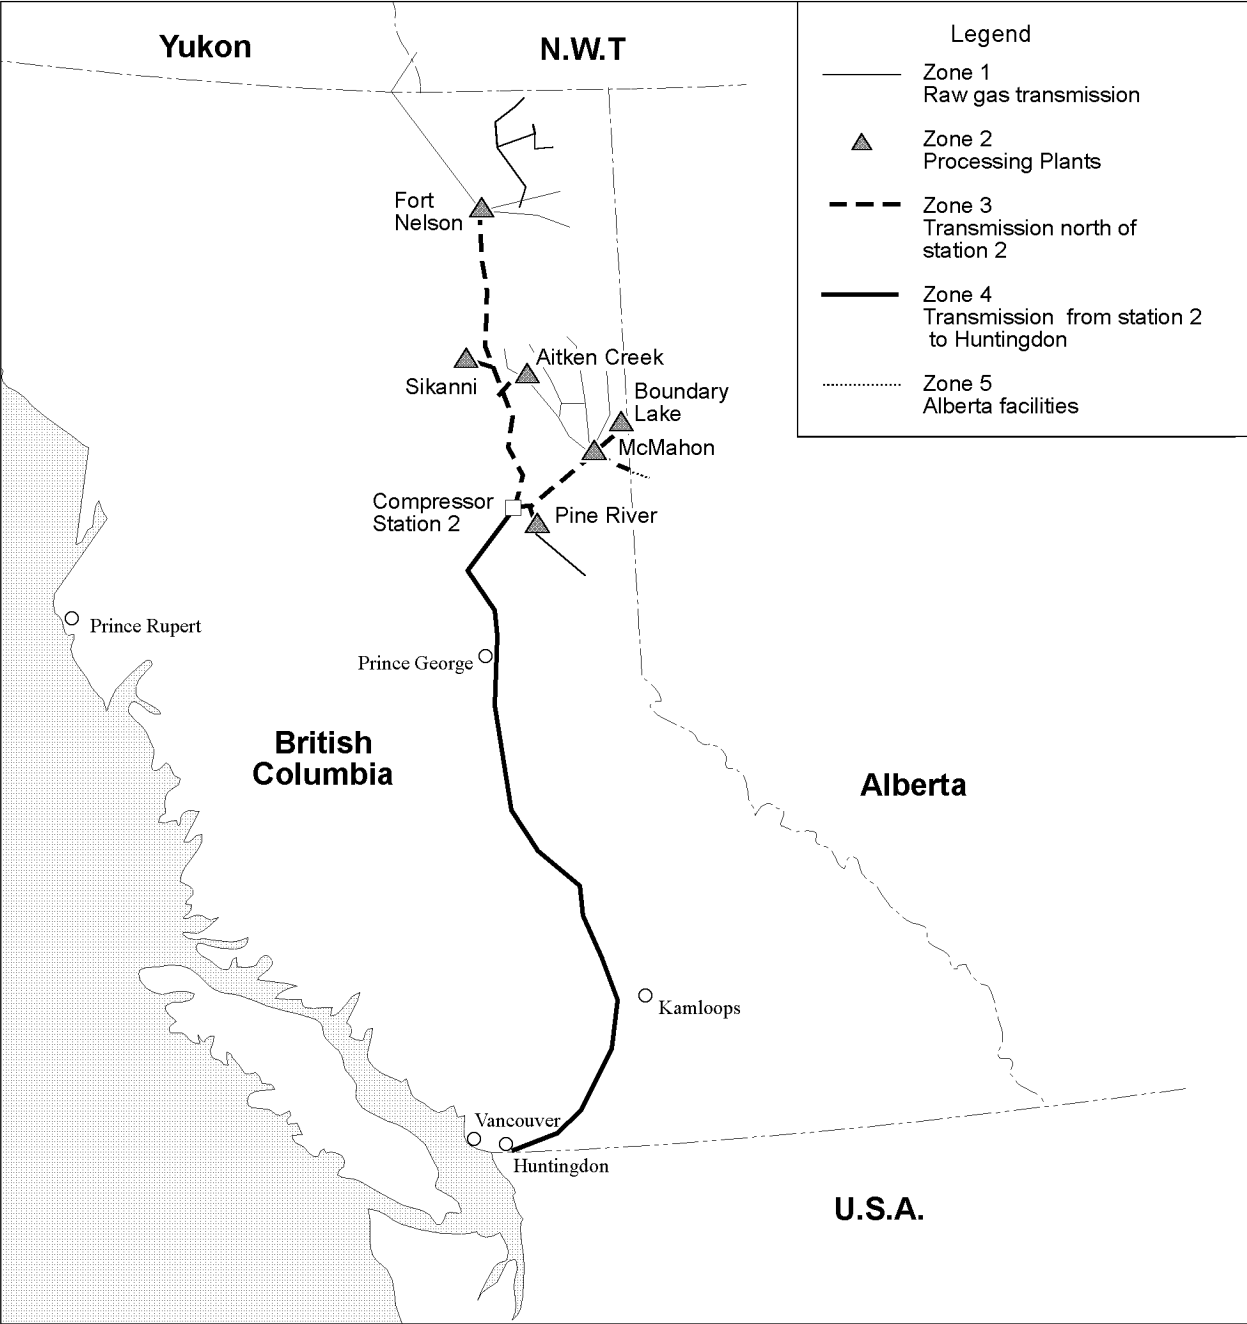 Yukon
N.W.T
Legend
Zone 1
Raw gas transmission
Zone 2
Processing Plants
Zone 3
Transmission north of
station 2
Zone 4
Transmission from station 2
to Huntingdon
Zone 5
Alberta facilities
Fort
Nelson
Aitken Creek
Sikanni
Boundary
Lake
McMahon
Compressor
Station 2
Pine River
Prince Rupert
Prince George
British
Columbia
Alberta
Kamloops
Vancouver
Huntingdon
U.S.A.